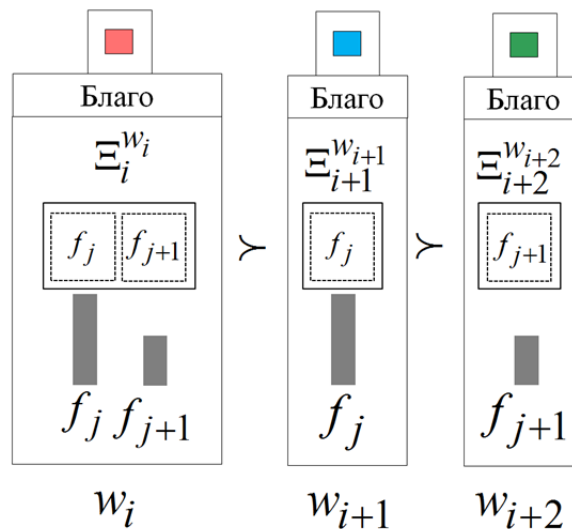 Благо Благо Благо
Ξ_i^{w_i} Ξ_{i+1}^{w_{i+1}} Ξ_{i+2}^{w_{i+2}}
f_j f_{j+1} ≻ f_j ≻ f_{j+1}
f_j f_{j+1} f_j f_{j+1}
w_i w_{i+1} w_{i+2}